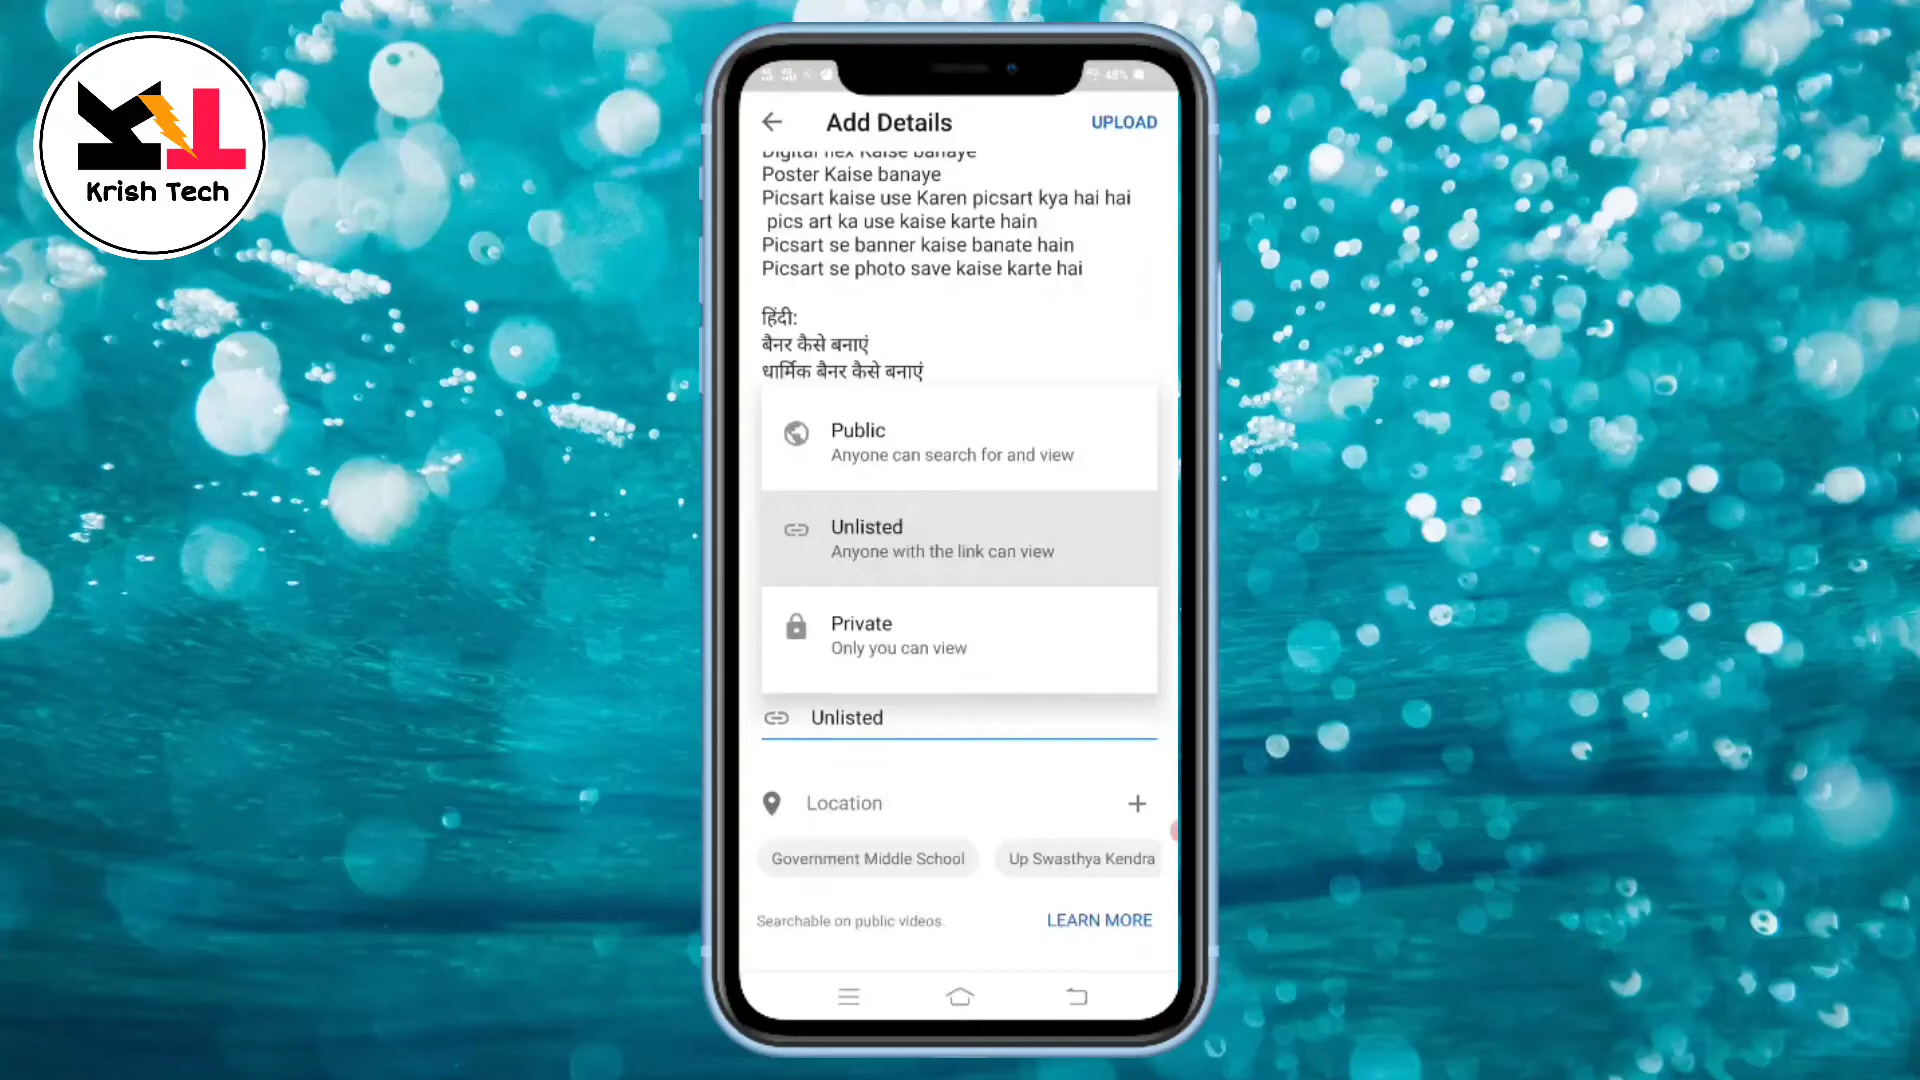 Krish Tech
48%
Add Details
UPLOAD
Digital flex Kaise banaye
Poster Kaise banaye
Picsart kaise use Karen picsart kya hai hai
pics art ka use kaise karte hain
Picsart se banner kaise banate hain
Picsart se photo save kaise karte hai
हिंदी:
बैनर कैसे बनाएं
धार्मिक बैनर कैसे बनाएं
Public
Anyone can search for and view
Unlisted
Anyone with the link can view
Private
Only you can view
Unlisted
Location
Government Middle School
Up Swasthya Kendra
Searchable on public videos.
LEARN MORE